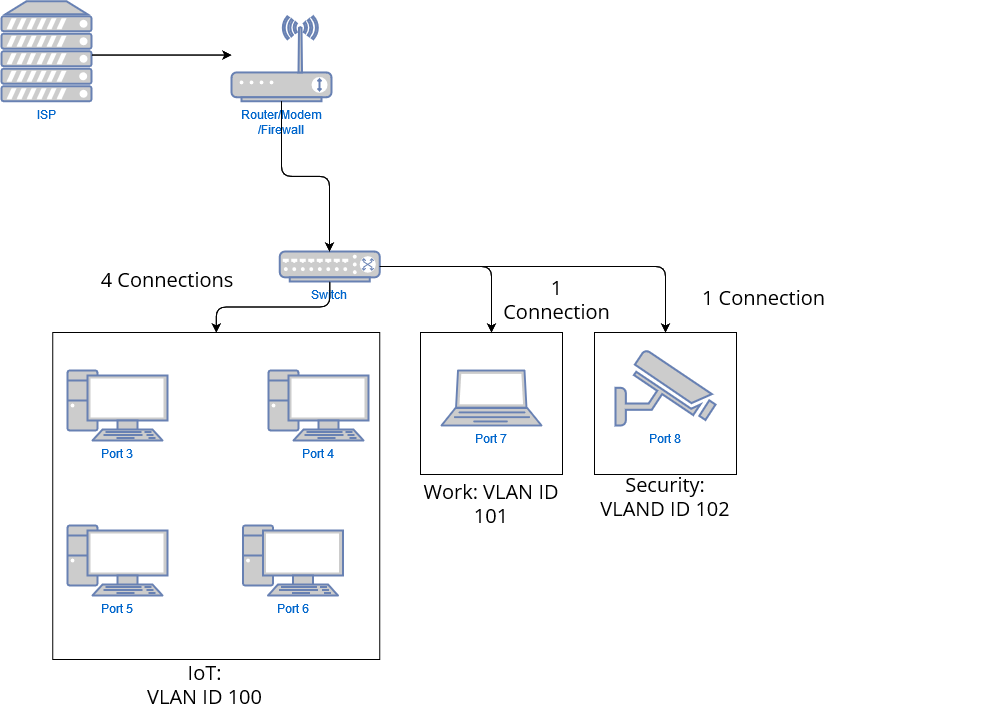 ISP
Router/Modem
/Firewall
4 Connections
Switch
1
Connection
1 Connection
Port 3
Port 4
Port 7
Port 8
Work: VLAN ID
101
Security:
VLAND ID 102
Port 5
Port 6
IoT:
VLAN ID 100